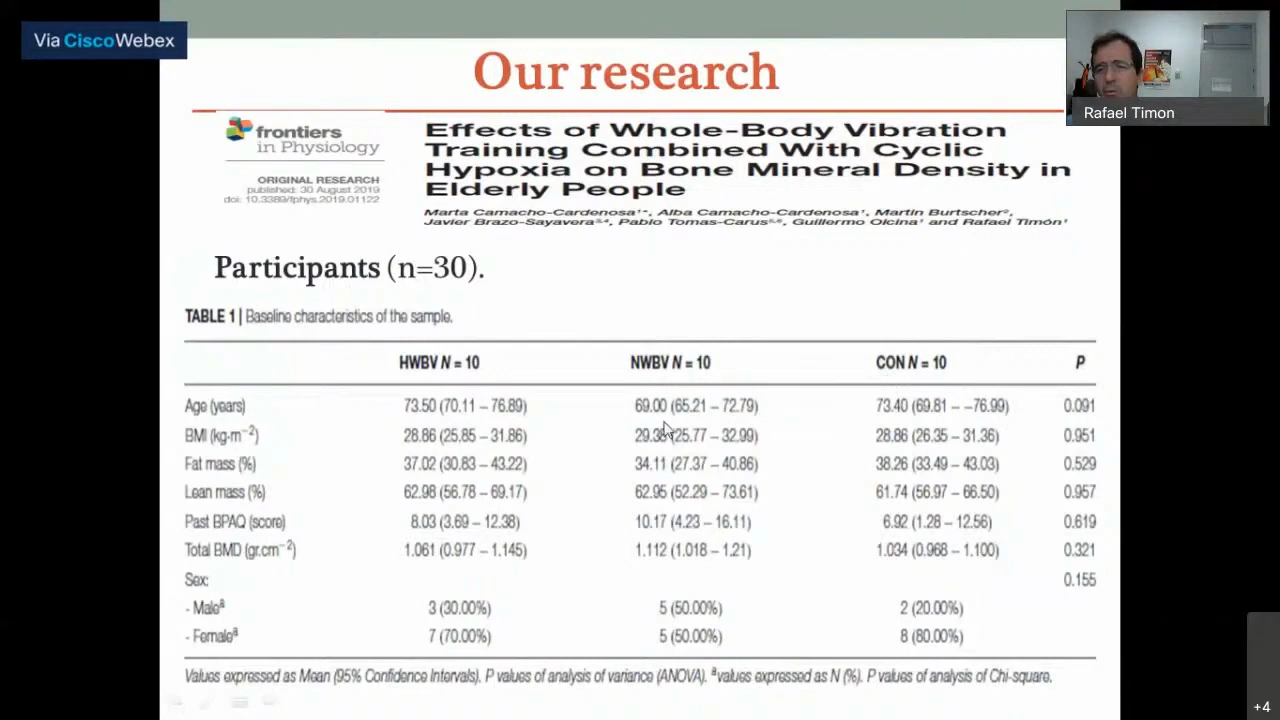 Via CiscoWebex
Our research
Rafael Timon
frontiers
in Physiology
ORIGINAL RESEARCH
published: 30 August 2019
doi: 10.3389/fphys.2019.01122
Effects of Whole-Body Vibration
Training Combined With Cyclic
Hypoxia on Bone Mineral Density in
Elderly People
Marta Camacho-Cardenosa¹*, Alba Camacho-Cardenosa¹, Martin Burtscher²,
Javier Brazo-Sayavera³,⁴, Pablo Tomas-Carus⁵,⁶, Guillermo Olcina¹ and Rafael Timón¹
Participants (n=30).
TABLE 1 | Baseline characteristics of the sample.
HWBV N = 10 NWBV N = 10 CON N = 10 P
Age (years) 73.50 (70.11 – 76.89) 69.00 (65.21 – 72.79) 73.40 (69.81 – –76.99) 0.091
BMI (kg·m⁻²) 28.86 (25.85 – 31.86) (25.77 – 32.99) 28.86 (26.35 – 31.36) 0.951
Fat mass (%) 37.02 (30.83 – 43.22) 34.11 (27.37 – 40.86) 38.26 (33.49 – 43.03) 0.529
Lean mass (%) 62.98 (56.78 – 69.17) 62.95 (52.29 – 73.61) 61.74 (56.97 – 66.50) 0.957
Past BPAQ (score) 8.03 (3.69 – 12.38) 10.17 (4.23 – 16.11) 6.92 (1.28 – 12.56) 0.619
Total BMD (gr.cm⁻²) 1.061 (0.977 – 1.145) 1.112 (1.018 – 1.21) 1.034 (0.968 – 1.100) 0.321
Sex: 0.155
- Maleª 3 (30.00%) 5 (50.00%) 2 (20.00%)
- Femaleª 7 (70.00%) 5 (50.00%) 8 (80.00%)
Values expressed as Mean (95% Confidence Intervals). P values of analysis of variance (ANOVA). ªvalues expressed as N (%). P values of analysis of Chi-square.
+4